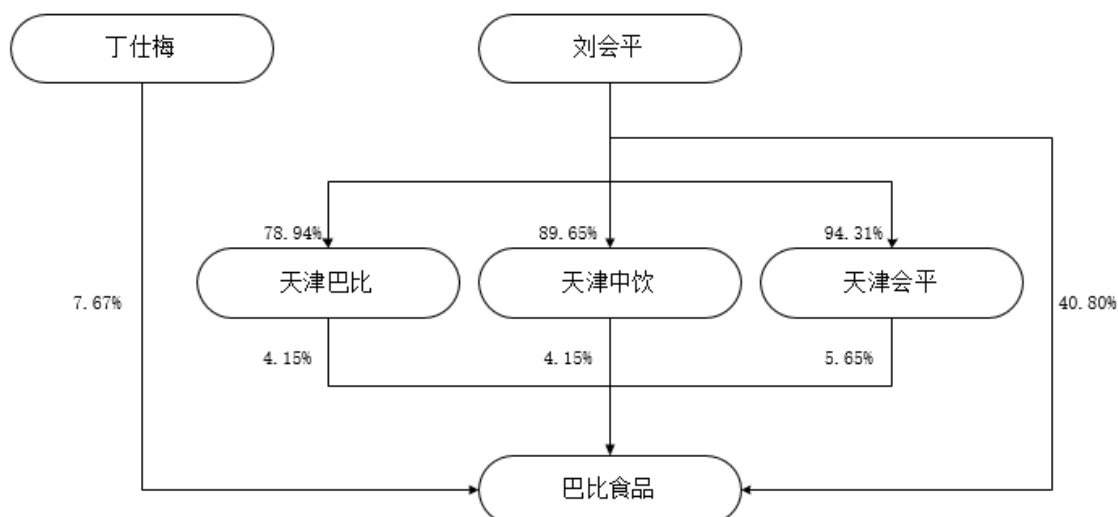 丁仕梅
刘会平
78.94%
89.65%
94.31%
天津巴比
天津中饮
天津会平
7.67%
40.80%
4.15%
4.15%
5.65%
巴比食品